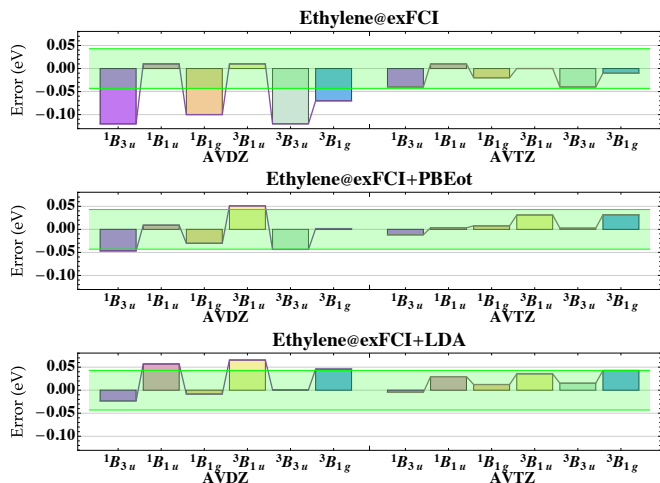 Ethylene@exFCI
Error (eV)
0.05
0.00
−0.05
−0.10
¹B₃ᵤ ¹B₁ᵤ ¹B₁g ³B₁ᵤ ³B₃ᵤ ³B₁g ¹B₃ᵤ ¹B₁ᵤ ¹B₁g ³B₁ᵤ ³B₃ᵤ ³B₁g
AVDZ AVTZ
Ethylene@exFCI+PBEot
Error (eV)
0.05
0.00
−0.05
−0.10
¹B₃ᵤ ¹B₁ᵤ ¹B₁g ³B₁ᵤ ³B₃ᵤ ³B₁g ¹B₃ᵤ ¹B₁ᵤ ¹B₁g ³B₁ᵤ ³B₃ᵤ ³B₁g
AVDZ AVTZ
Ethylene@exFCI+LDA
Error (eV)
0.05
0.00
−0.05
−0.10
¹B₃ᵤ ¹B₁ᵤ ¹B₁g ³B₁ᵤ ³B₃ᵤ ³B₁g ¹B₃ᵤ ¹B₁ᵤ ¹B₁g ³B₁ᵤ ³B₃ᵤ ³B₁g
AVDZ AVTZ